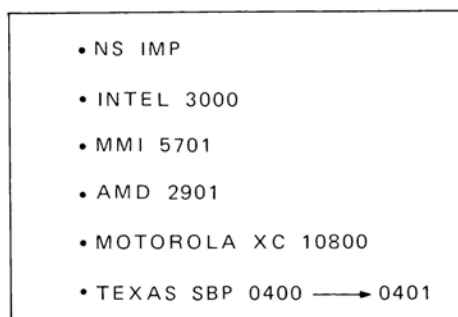 • NS IMP
• INTEL 3000
• MMI 5701
• AMD 2901
• MOTOROLA XC 10800
• TEXAS SBP 0400 ⟶ 0401